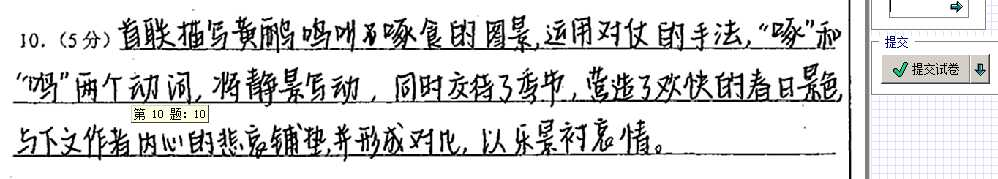 10.（5分）首联描写黄鹂鸣叫及啄食的图景，运用对仗的手法，“啄”和
提交
“鸣”两个动词，将静景写动，同时交待了季节，营造了欢快的春日景色，
提交试卷
第 10 题: 10
与下文作者内心的悲哀铺垫，并形成对比，以乐景衬哀情。